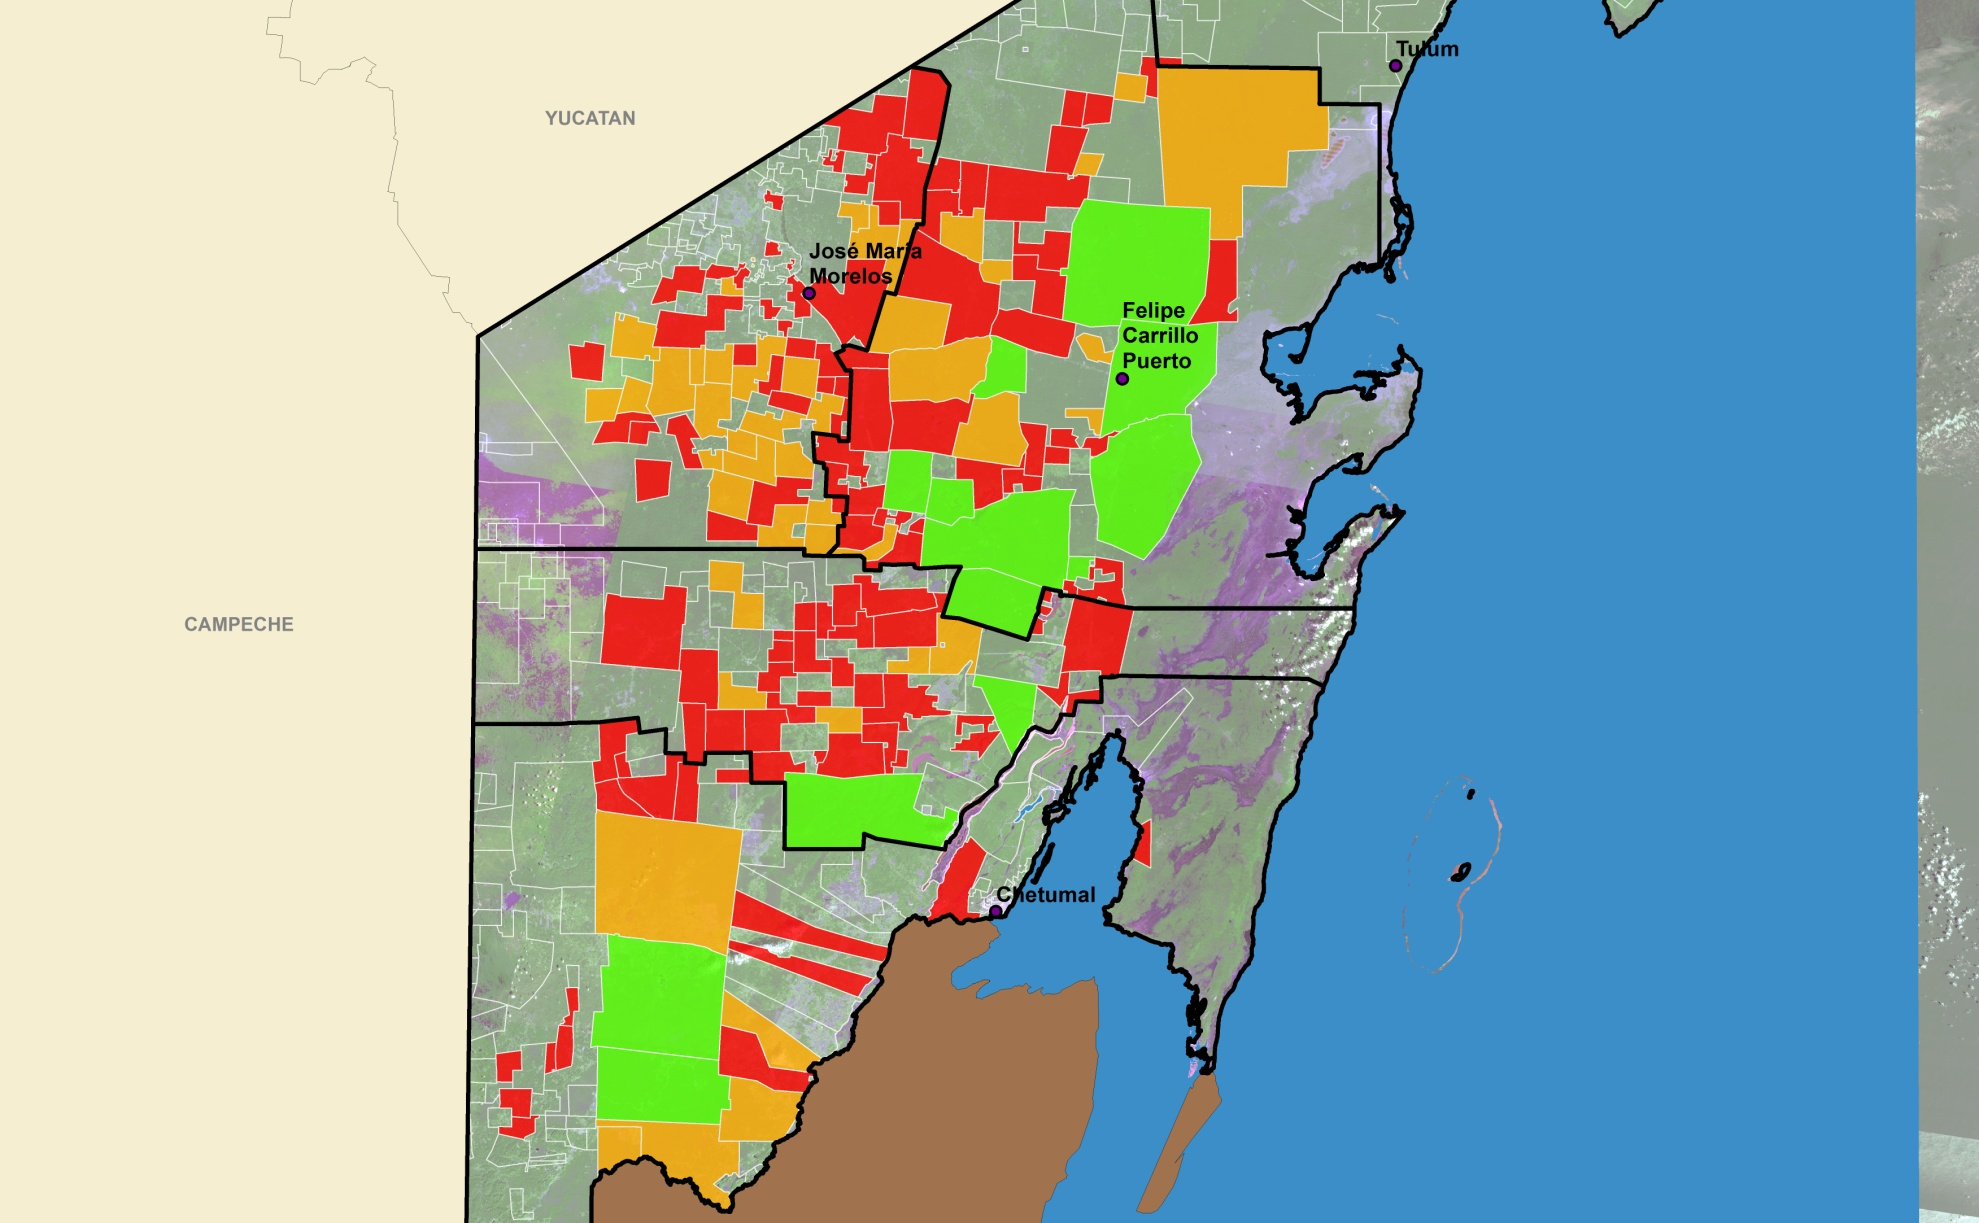 Tulum
YUCATAN
José María
Morelos
Felipe
Carrillo
Puerto
CAMPECHE
Chetumal